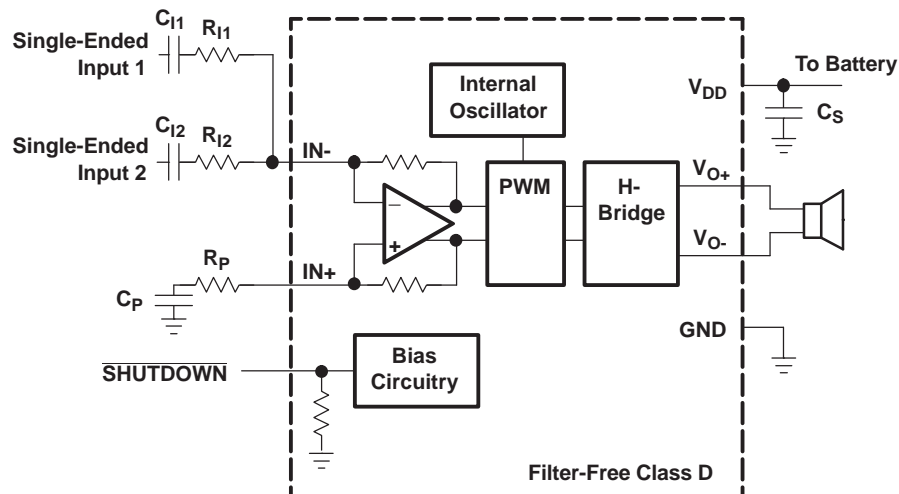 C_I1
R_I1
Single-Ended
Input 1
C_I2
R_I2
Single-Ended
Input 2
IN-
Internal
Oscillator
PWM
H-
Bridge
−
+
R_P
C_P
IN+
SHUTDOWN
Bias
Circuitry
V_DD
To Battery
C_S
V_O+
V_O-
GND
Filter-Free Class D